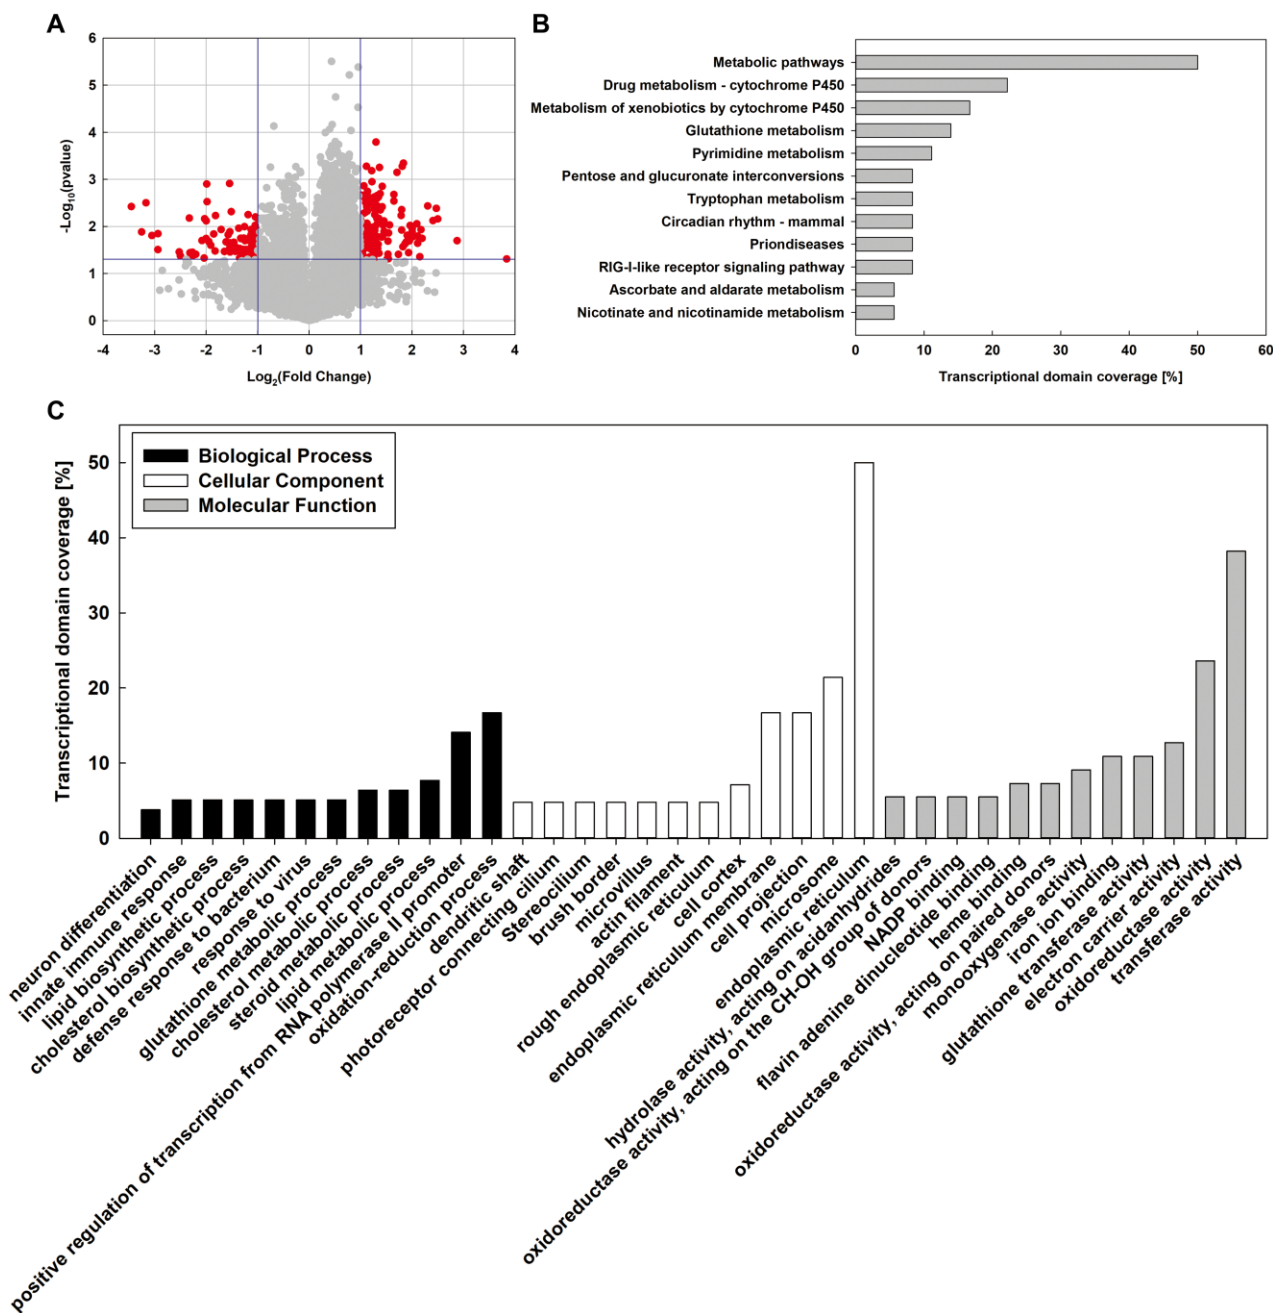 A
6
5
4
3
2
1
0
-Log10(pvalue)
-4 -3 -2 -1 0 1 2 3 4
Log2(Fold Change)
B
Metabolic pathways
Drug metabolism - cytochrome P450
Metabolism of xenobiotics by cytochrome P450
Glutathione metabolism
Pyrimidine metabolism
Pentose and glucuronate interconversions
Tryptophan metabolism
Circadian rhythm - mammal
Priondiseases
RIG-I-like receptor signaling pathway
Ascorbate and aldarate metabolism
Nicotinate and nicotinamide metabolism
0 10 20 30 40 50 60
Transcriptional domain coverage [%]
C
Transcriptional domain coverage [%]
50
40
30
20
10
0
Biological Process
Cellular Component
Molecular Function
neuron differentiation
innate immune response
lipid biosynthetic process
cholesterol biosynthetic process
defense response to bacterium
response to virus
glutathione metabolic process
cholesterol metabolic process
steroid metabolic process
lipid metabolic process
positive regulation of transcription from RNA polymerase II promoter
oxidation-reduction process
dendritic shaft
photoreceptor connecting cilium
Stereocilium
brush border
microvillus
actin filament
rough endoplasmic reticulum
cell cortex
endoplasmic reticulum membrane
cell projection
microsome
endoplasmic reticulum
hydrolase activity, acting on acidanhydrides
oxidoreductase activity, acting on the CH-OH group of donors
NADP binding
flavin adenine dinucleotide binding
heme binding
oxidoreductase activity, acting on paired donors
monooxygenase activity
iron ion binding
glutathione transferase activity
electron carrier activity
oxidoreductase activity
transferase activity